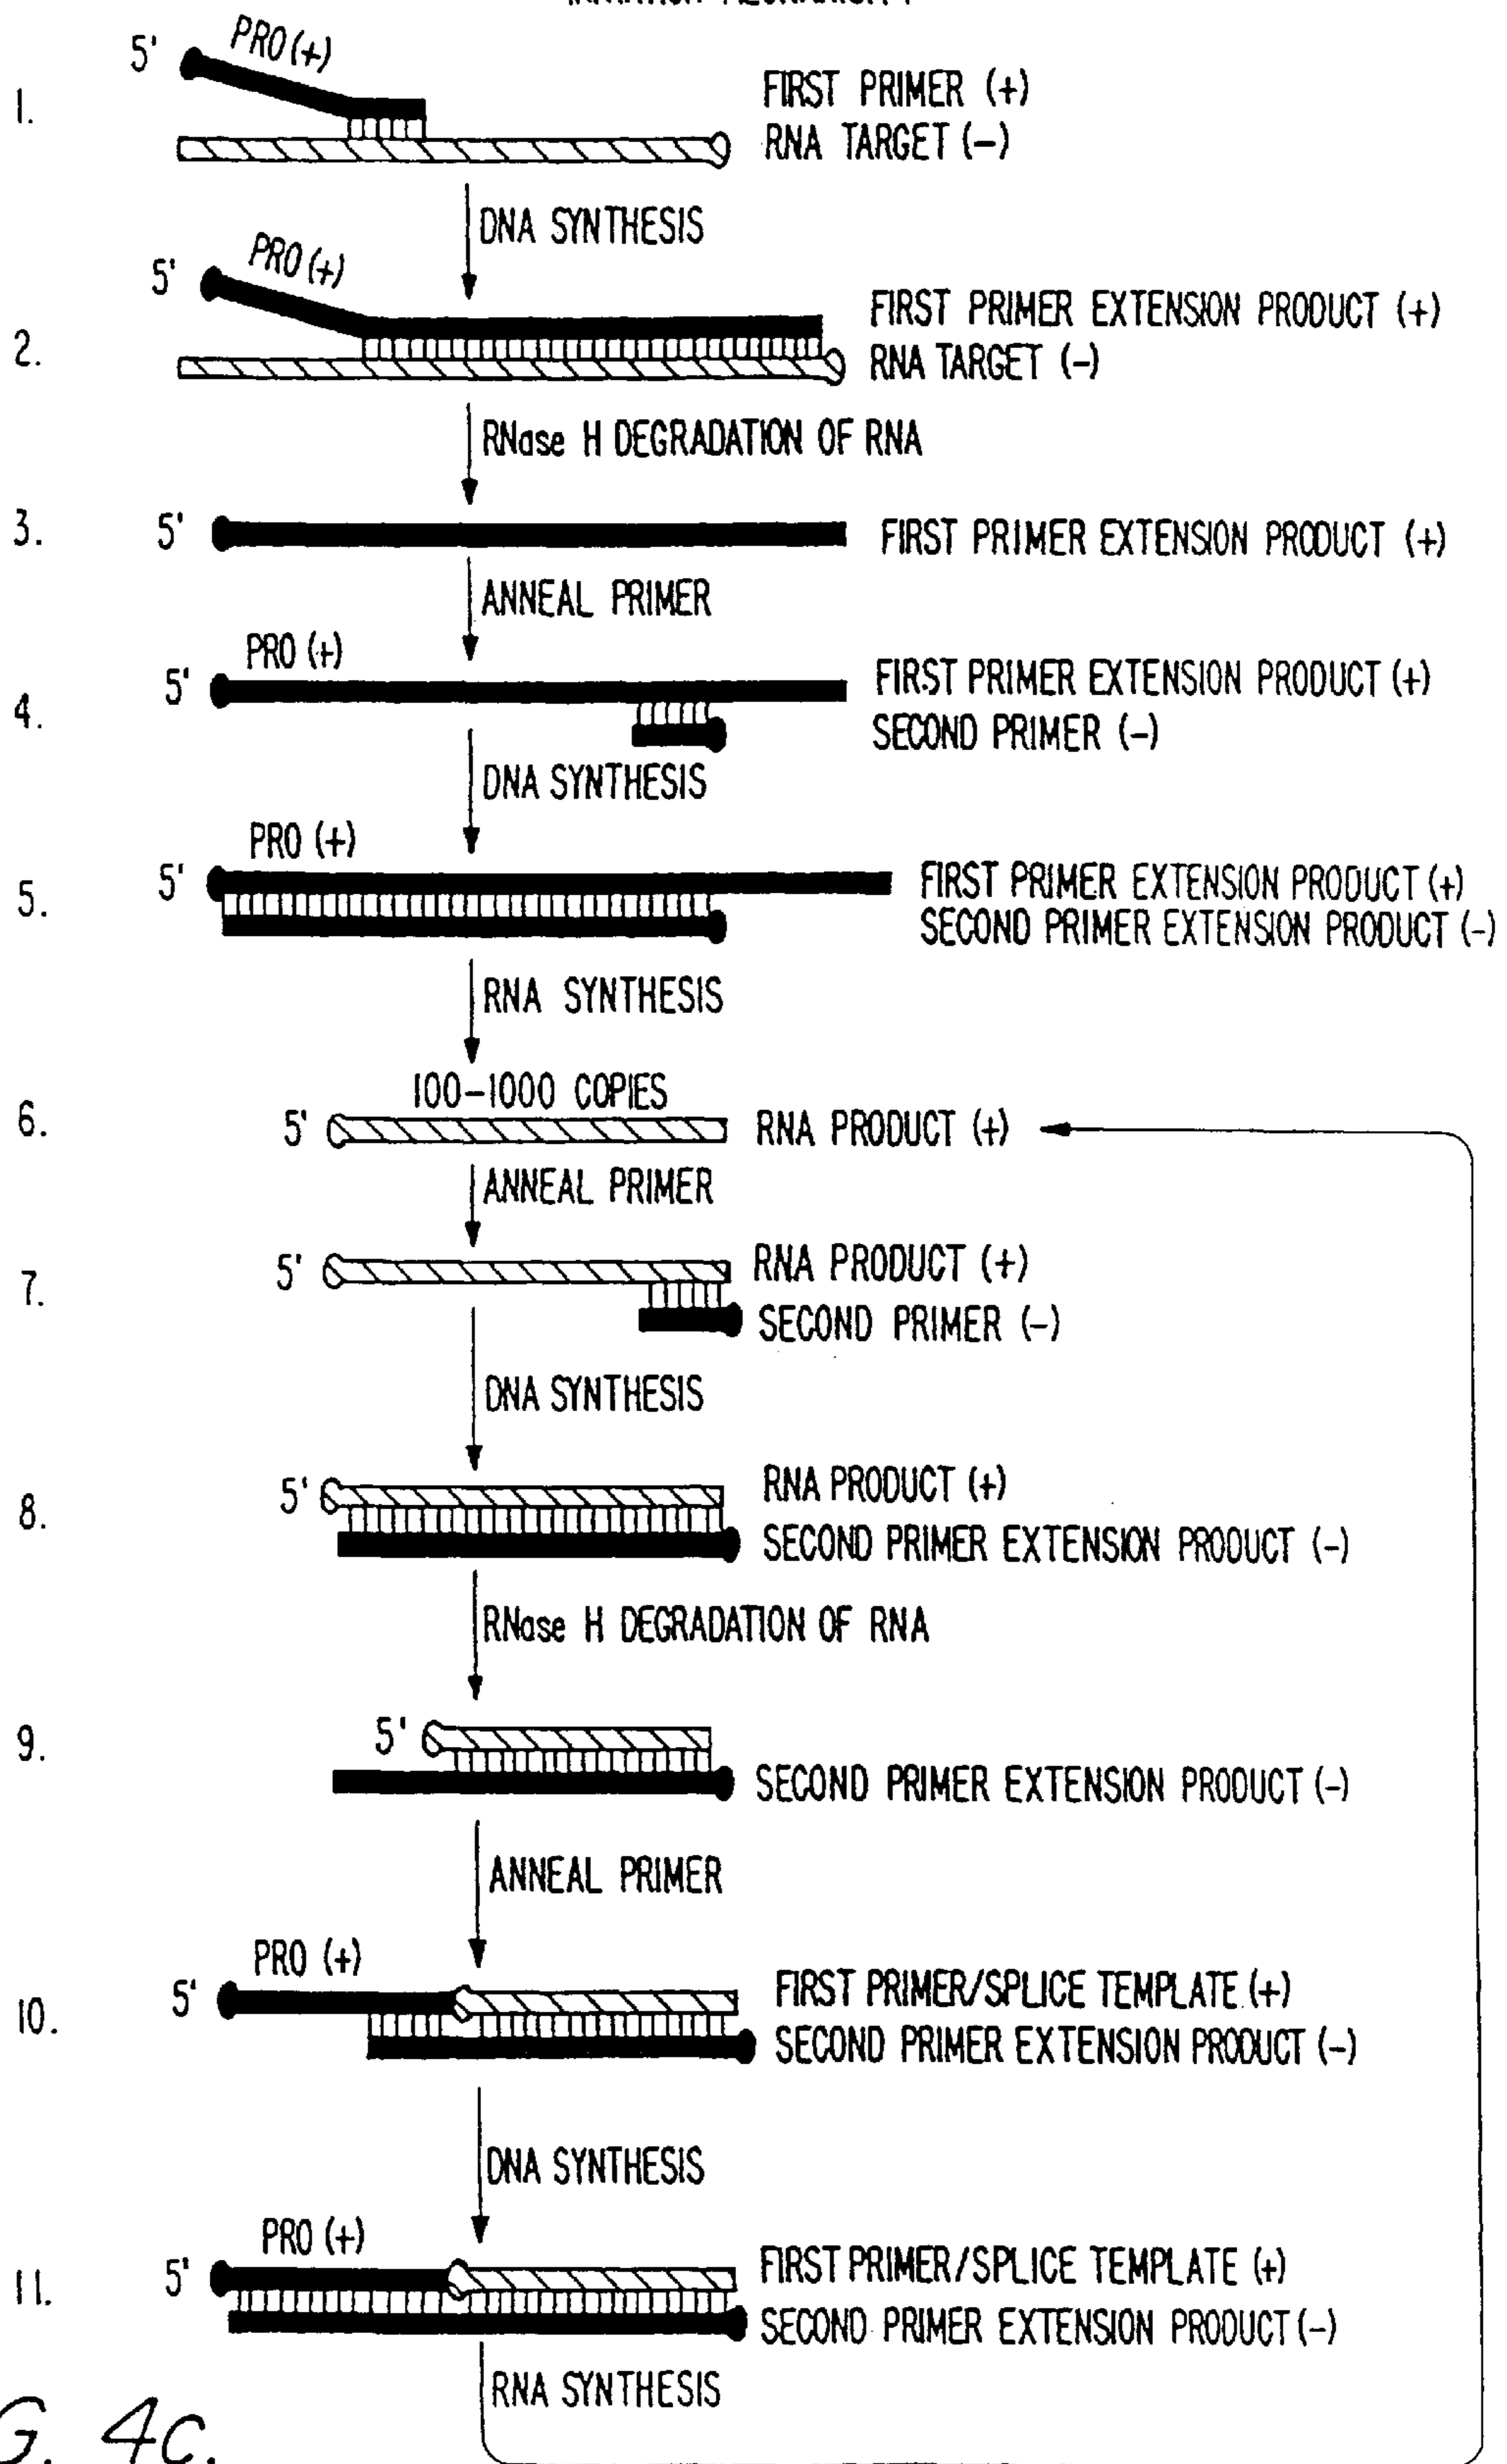 5' PRO (+)
1.
FIRST PRIMER (+)
RNA TARGET (-)
DNA SYNTHESIS
5' PRO (+)
2.
FIRST PRIMER EXTENSION PRODUCT (+)
RNA TARGET (-)
RNase H DEGRADATION OF RNA
3.
5'
FIRST PRIMER EXTENSION PRODUCT (+)
ANNEAL PRIMER
PRO (+)
4.
5'
FIRST PRIMER EXTENSION PRODUCT (+)
SECOND PRIMER (-)
DNA SYNTHESIS
PRO (+)
5.
5'
FIRST PRIMER EXTENSION PRODUCT (+)
SECOND PRIMER EXTENSION PRODUCT (-)
RNA SYNTHESIS
100-1000 COPIES
6.
5'
RNA PRODUCT (+)
ANNEAL PRIMER
7.
5'
RNA PRODUCT (+)
SECOND PRIMER (-)
DNA SYNTHESIS
8.
5'
RNA PRODUCT (+)
SECOND PRIMER EXTENSION PRODUCT (-)
RNase H DEGRADATION OF RNA
9.
5'
SECOND PRIMER EXTENSION PRODUCT (-)
ANNEAL PRIMER
PRO (+)
10.
5'
FIRST PRIMER/SPLICE TEMPLATE (+)
SECOND PRIMER EXTENSION PRODUCT (-)
DNA SYNTHESIS
PRO (+)
11.
5'
FIRST PRIMER/SPLICE TEMPLATE (+)
SECOND PRIMER EXTENSION PRODUCT (-)
RNA SYNTHESIS
G. 4C.